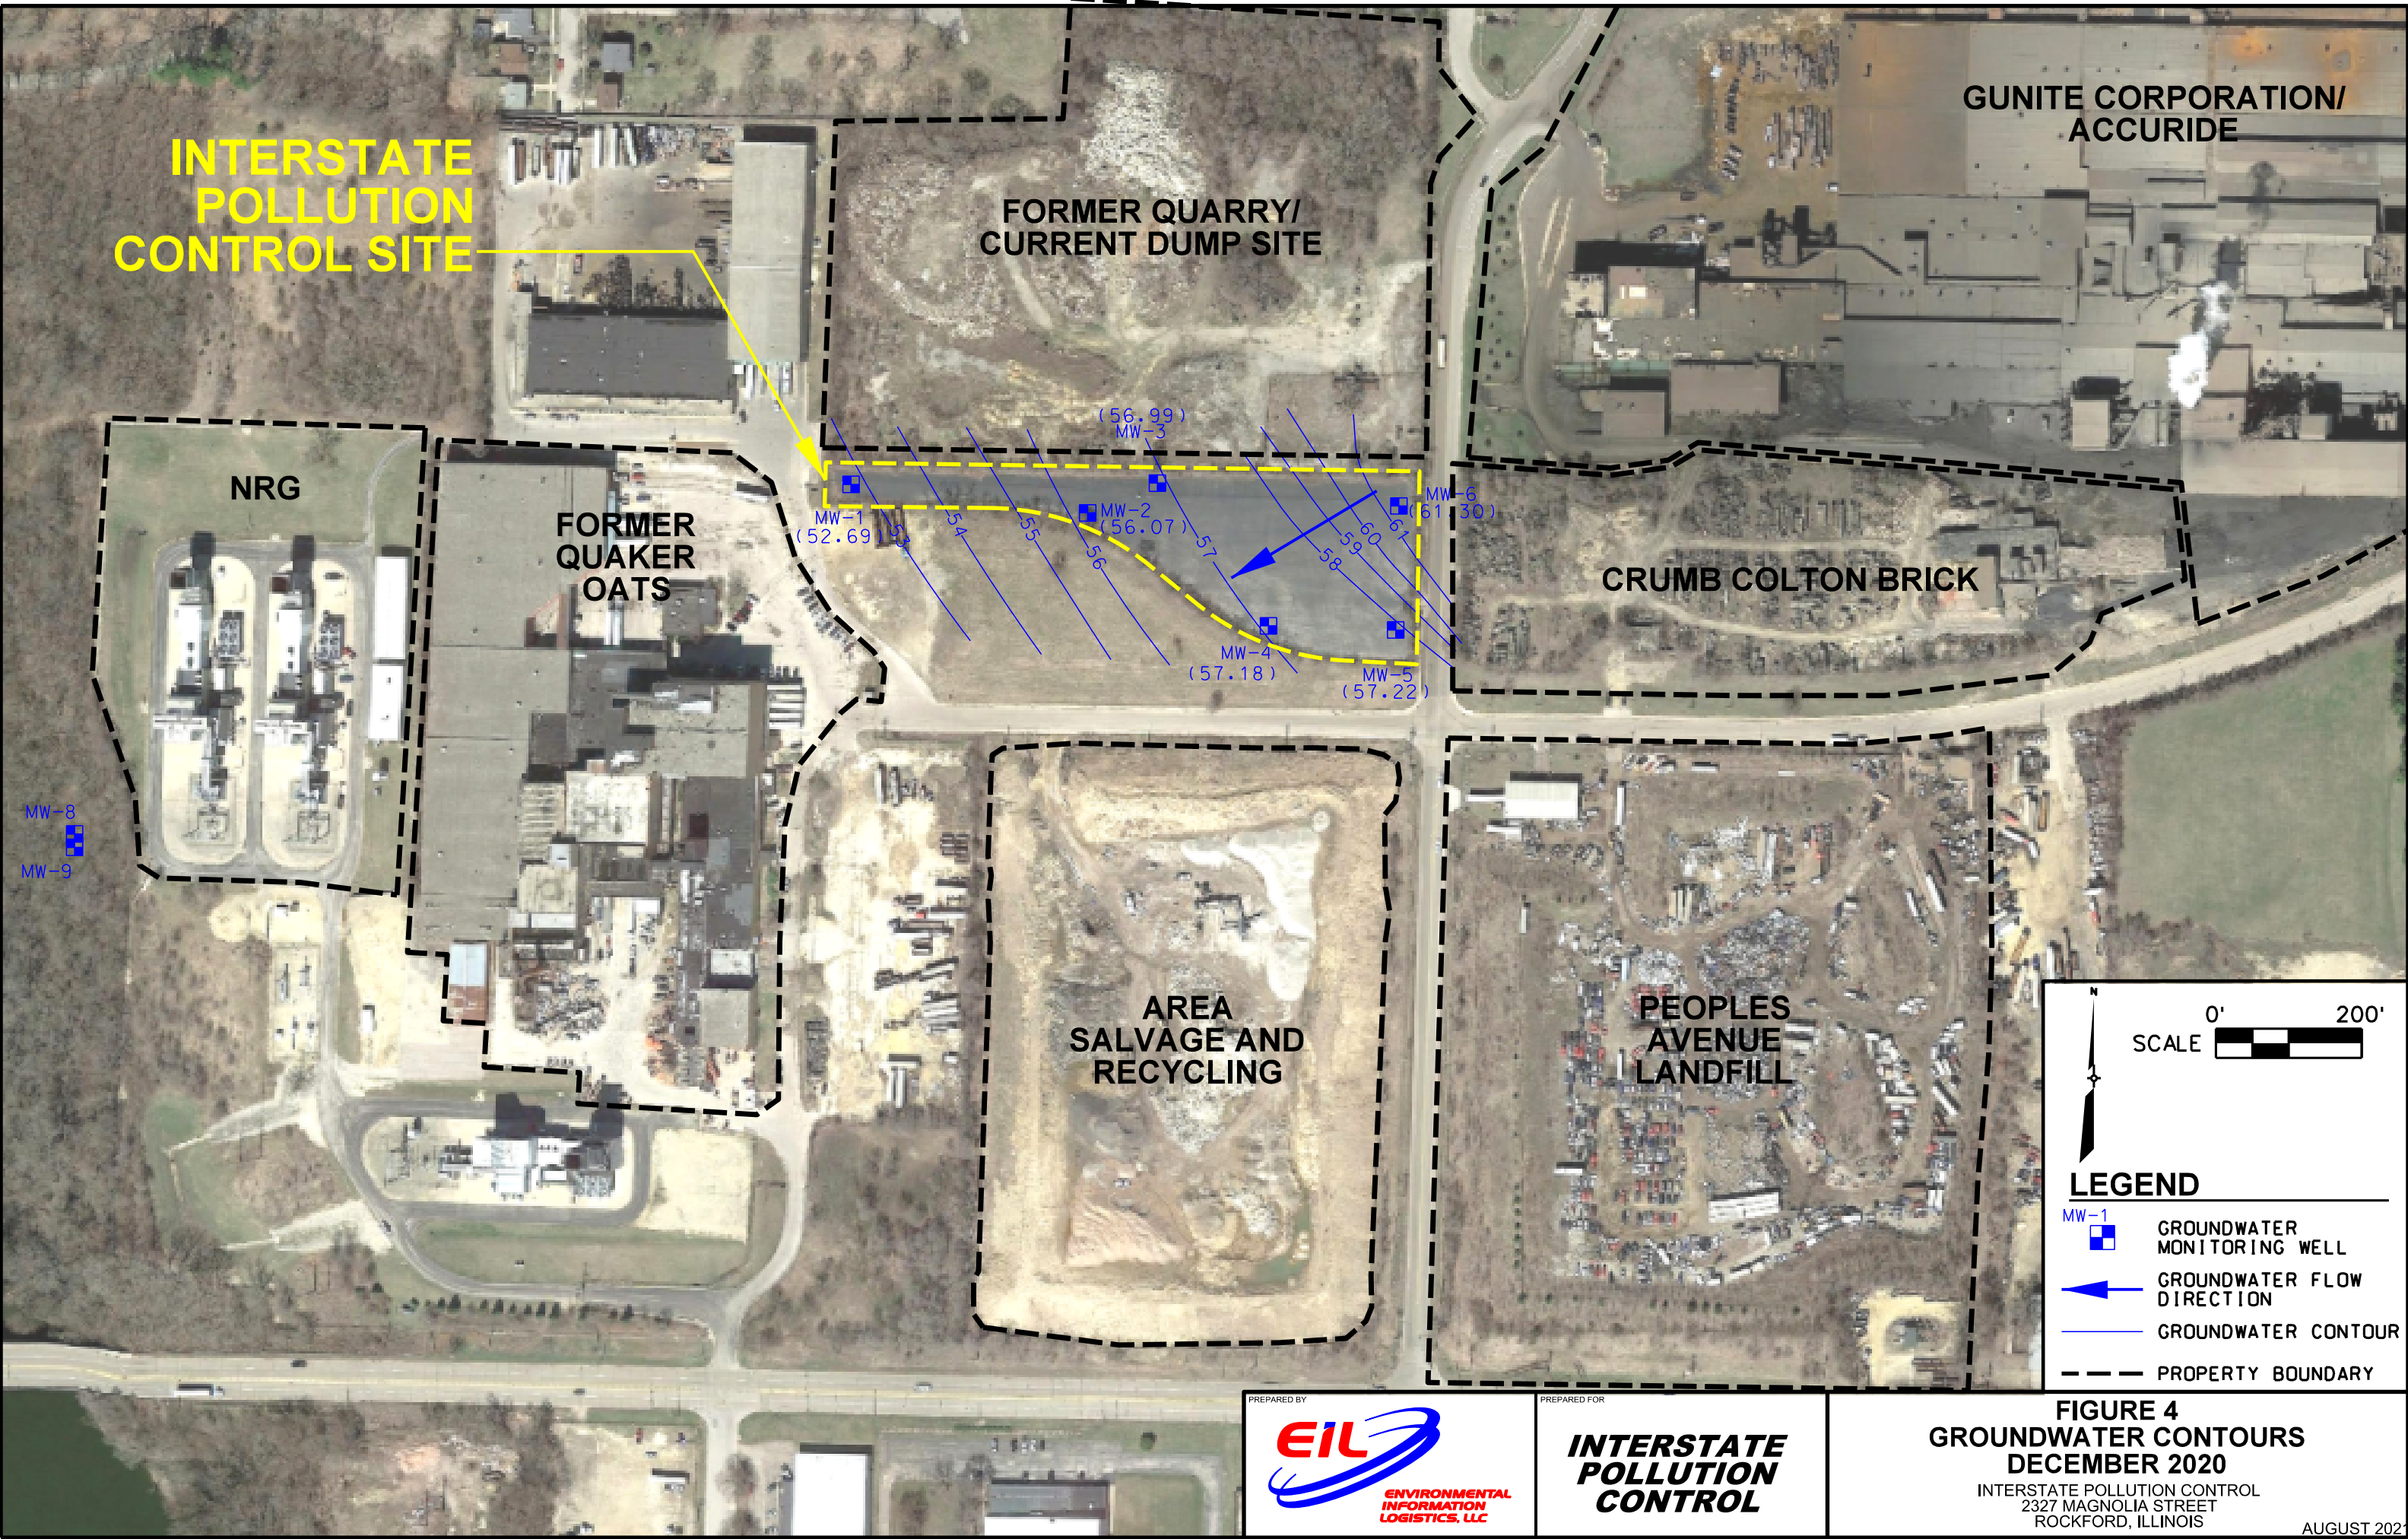 INTERSTATE
POLLUTION
CONTROL SITE
FORMER QUARRY/
CURRENT DUMP SITE
GUNITE CORPORATION/
ACCURIDE
NRG
FORMER
QUAKER
OATS
(56.99)
MW-3
MW-1
(52.69)
MW-2
(56.07)
MW-6
(61.30)
53
54
55
56
57
58
59
60
61
MW-4
(57.18)
MW-5
(57.22)
CRUMB COLTON BRICK
MW-8
MW-9
AREA
SALVAGE AND
RECYCLING
PEOPLES
AVENUE
LANDFILL
N
0' 200'
SCALE
LEGEND
MW-1
GROUNDWATER
MONITORING WELL
GROUNDWATER FLOW
DIRECTION
GROUNDWATER CONTOUR
PROPERTY BOUNDARY
PREPARED BY
EIL
ENVIRONMENTAL
INFORMATION
LOGISTICS, LLC
PREPARED FOR
INTERSTATE
POLLUTION
CONTROL
FIGURE 4
GROUNDWATER CONTOURS
DECEMBER 2020
INTERSTATE POLLUTION CONTROL
2327 MAGNOLIA STREET
ROCKFORD, ILLINOIS
AUGUST